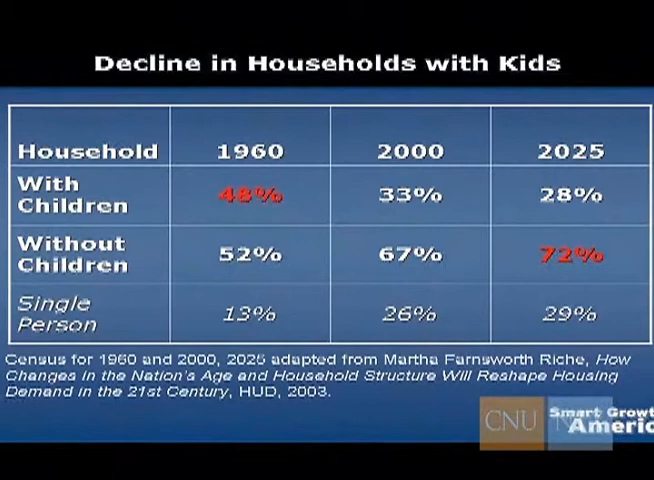 Decline in Households with Kids
Household 1960 2000 2025
With Children 48% 33% 28%
Without Children 52% 67% 72%
Single Person 13% 26% 29%
Census for 1960 and 2000, 2025 adapted from Martha Farnsworth Riche, How
Changes in the Nation's Age and Household Structure Will Reshape Housing
Demand in the 21st Century, HUD, 2003.
CNU
Smart Growt
Americ